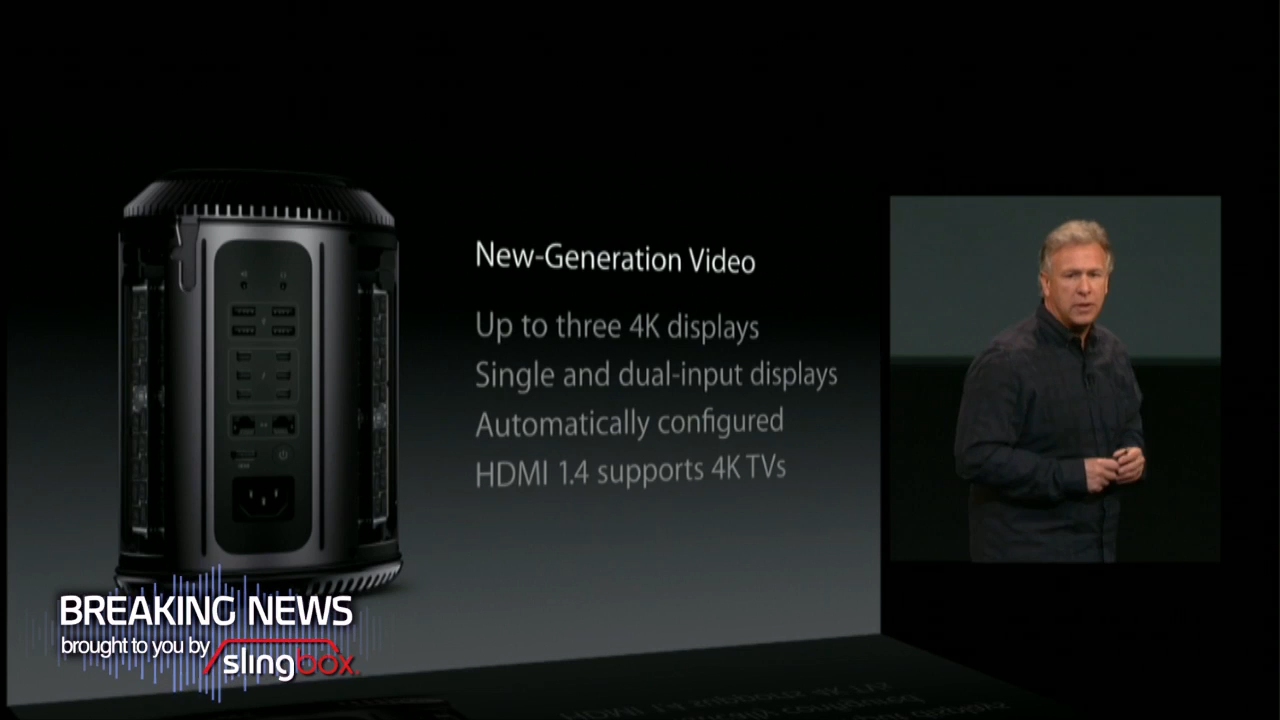 New-Generation Video
Up to three 4K displays
Single and dual-input displays
Automatically configured
HDMI 1.4 supports 4K TVs
BREAKING NEWS
brought to you by
slingbox